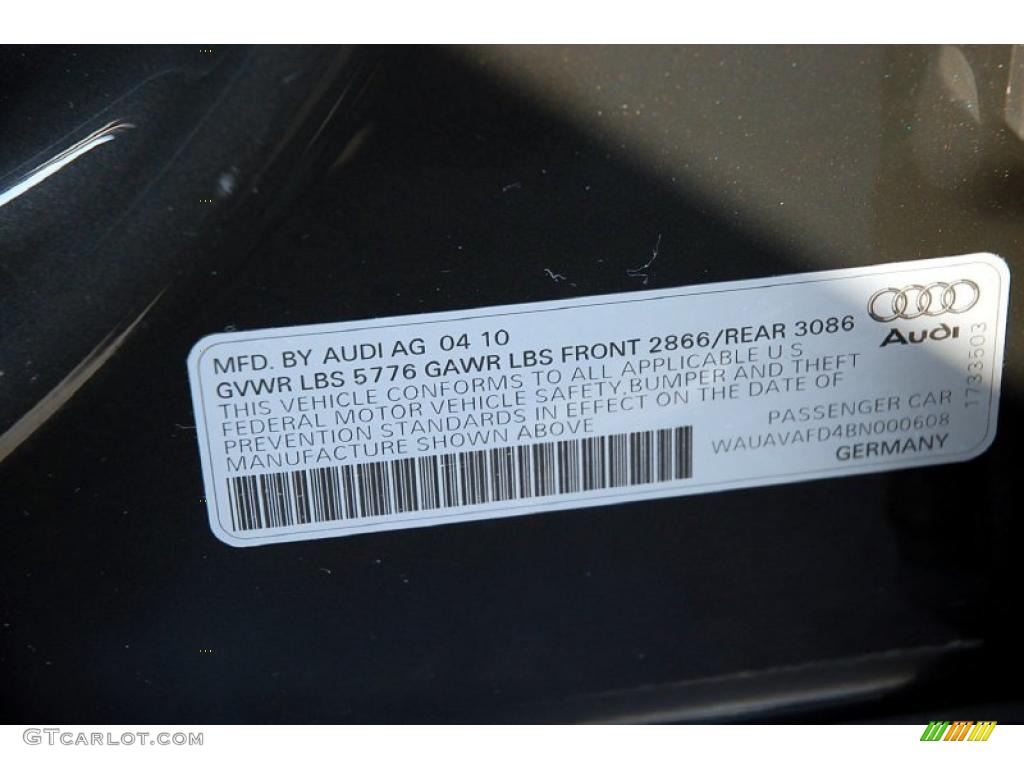 MFD. BY AUDI AG 04 10
GVWR LBS 5776 GAWR LBS FRONT 2866/REAR 3086
THIS VEHICLE CONFORMS TO ALL APPLICABLE U S
FEDERAL MOTOR VEHICLE SAFETY,BUMPER AND THEFT
PREVENTION STANDARDS IN EFFECT ON THE DATE OF
MANUFACTURE SHOWN ABOVE
Audi
1733503
PASSENGER CAR
WAUAVAFD4BN000608
GERMANY
GTCARLOT.COM